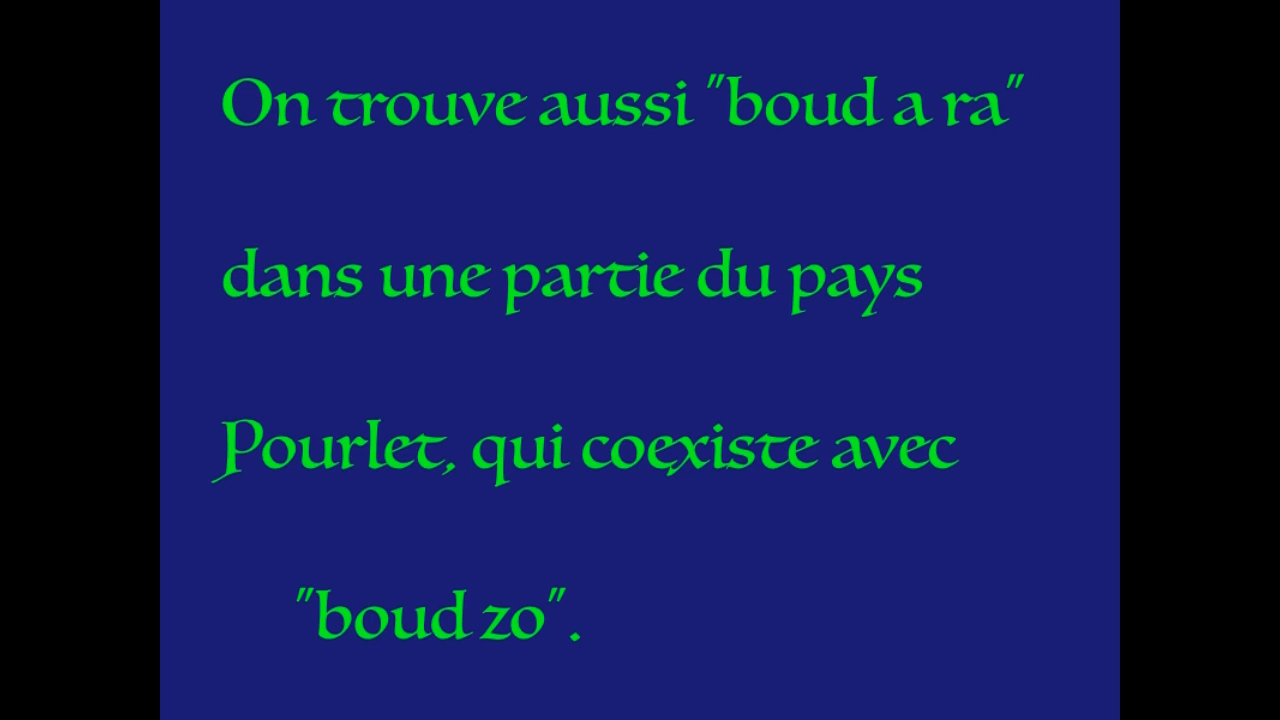 On trouve aussi "boud a ra"
dans une partie du pays
Pourlet, qui coexiste avec
"boud zo".